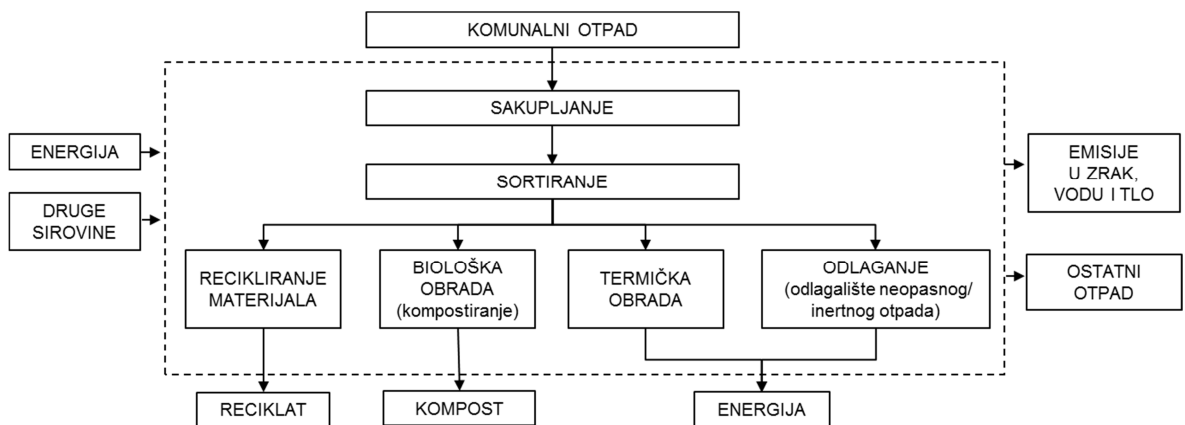 KOMUNALNI OTPAD
SAKUPLJANJE
SORTIRANJE
ENERGIJA
DRUGE
SIROVINE
EMISIJE
U ZRAK,
VODU I TLO
OSTATNI
OTPAD
RECIKLIRANJE
MATERIJALA
BIOLOŠKA
OBRADA
(kompostiranje)
TERMIČKA
OBRADA
ODLAGANJE
(odlagalište neopasnog/
inertnog otpada)
RECIKLAT
KOMPOST
ENERGIJA